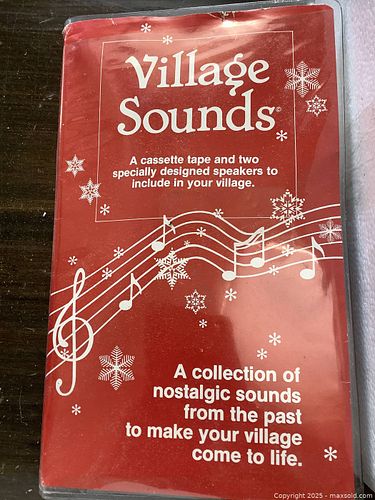 Village
Sounds©
A cassette tape and two
specially designed speakers to
include in your village.
A collection of
nostalgic sounds
from the past
to make your village
come to life.
Copyright 2025 - maxsold.com